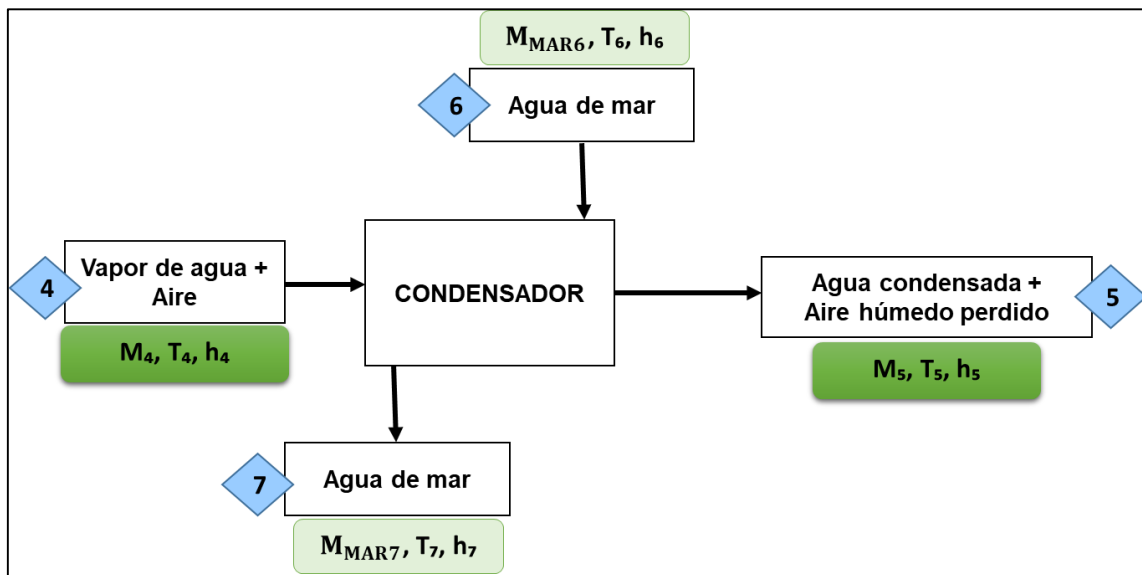 M_MAR6, T₆, h₆
6
Agua de mar
4
Vapor de agua +
Aire
M₄, T₄, h₄
CONDENSADOR
Agua condensada +
Aire húmedo perdido
5
M₅, T₅, h₅
7
Agua de mar
M_MAR7, T₇, h₇